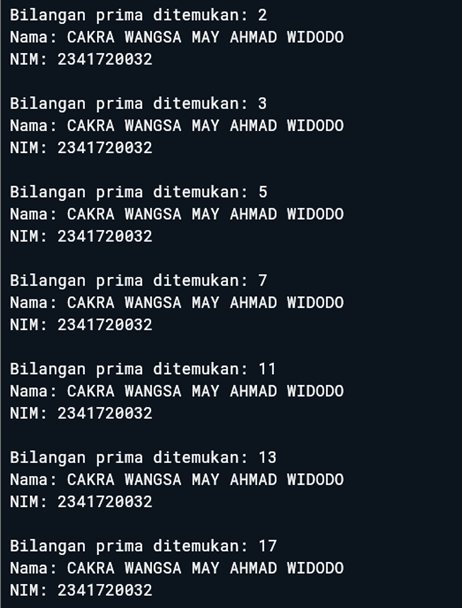 Bilangan prima ditemukan: 2
Nama: CAKRA WANGSA MAY AHMAD WIDODO
NIM: 2341720032
Bilangan prima ditemukan: 3
Nama: CAKRA WANGSA MAY AHMAD WIDODO
NIM: 2341720032
Bilangan prima ditemukan: 5
Nama: CAKRA WANGSA MAY AHMAD WIDODO
NIM: 2341720032
Bilangan prima ditemukan: 7
Nama: CAKRA WANGSA MAY AHMAD WIDODO
NIM: 2341720032
Bilangan prima ditemukan: 11
Nama: CAKRA WANGSA MAY AHMAD WIDODO
NIM: 2341720032
Bilangan prima ditemukan: 13
Nama: CAKRA WANGSA MAY AHMAD WIDODO
NIM: 2341720032
Bilangan prima ditemukan: 17
Nama: CAKRA WANGSA MAY AHMAD WIDODO
NIM: 2341720032